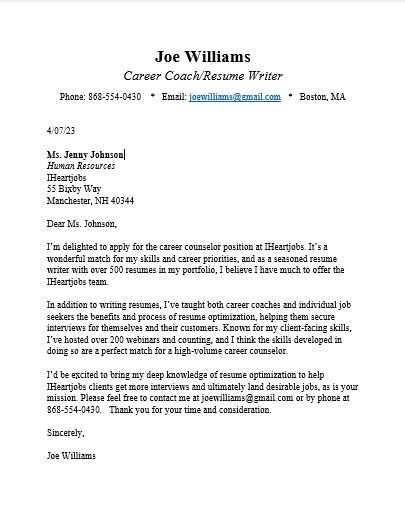 Joe Williams
Career Coach/Resume Writer
Phone: 868-554-0430 * Email: joewilliams@gmail.com * Boston, MA
4/07/23
Ms. Jenny Johnson
Human Resources
IHeartjobs
55 Bixby Way
Manchester, NH 40344
Dear Ms. Johnson,
I’m delighted to apply for the career counselor position at IHeartjobs. It’s a
wonderful match for my skills and career priorities, and as a seasoned resume
writer with over 500 resumes in my portfolio, I believe I have much to offer the
IHeartjobs team.
In addition to writing resumes, I’ve taught both career coaches and individual job
seekers the benefits and process of resume optimization, helping them secure
interviews for themselves and their customers. Known for my client-facing skills,
I’ve hosted over 200 webinars and counting, and I think the skills developed in
doing so are a perfect match for a high-volume career counselor.
I’d be excited to bring my deep knowledge of resume optimization to help
IHeartjobs clients get more interviews and ultimately land desirable jobs, as is your
mission. Please feel free to contact me at joewilliams@gmail.com or by phone at
868-554-0430. Thank you for your time and consideration.
Sincerely,
Joe Williams